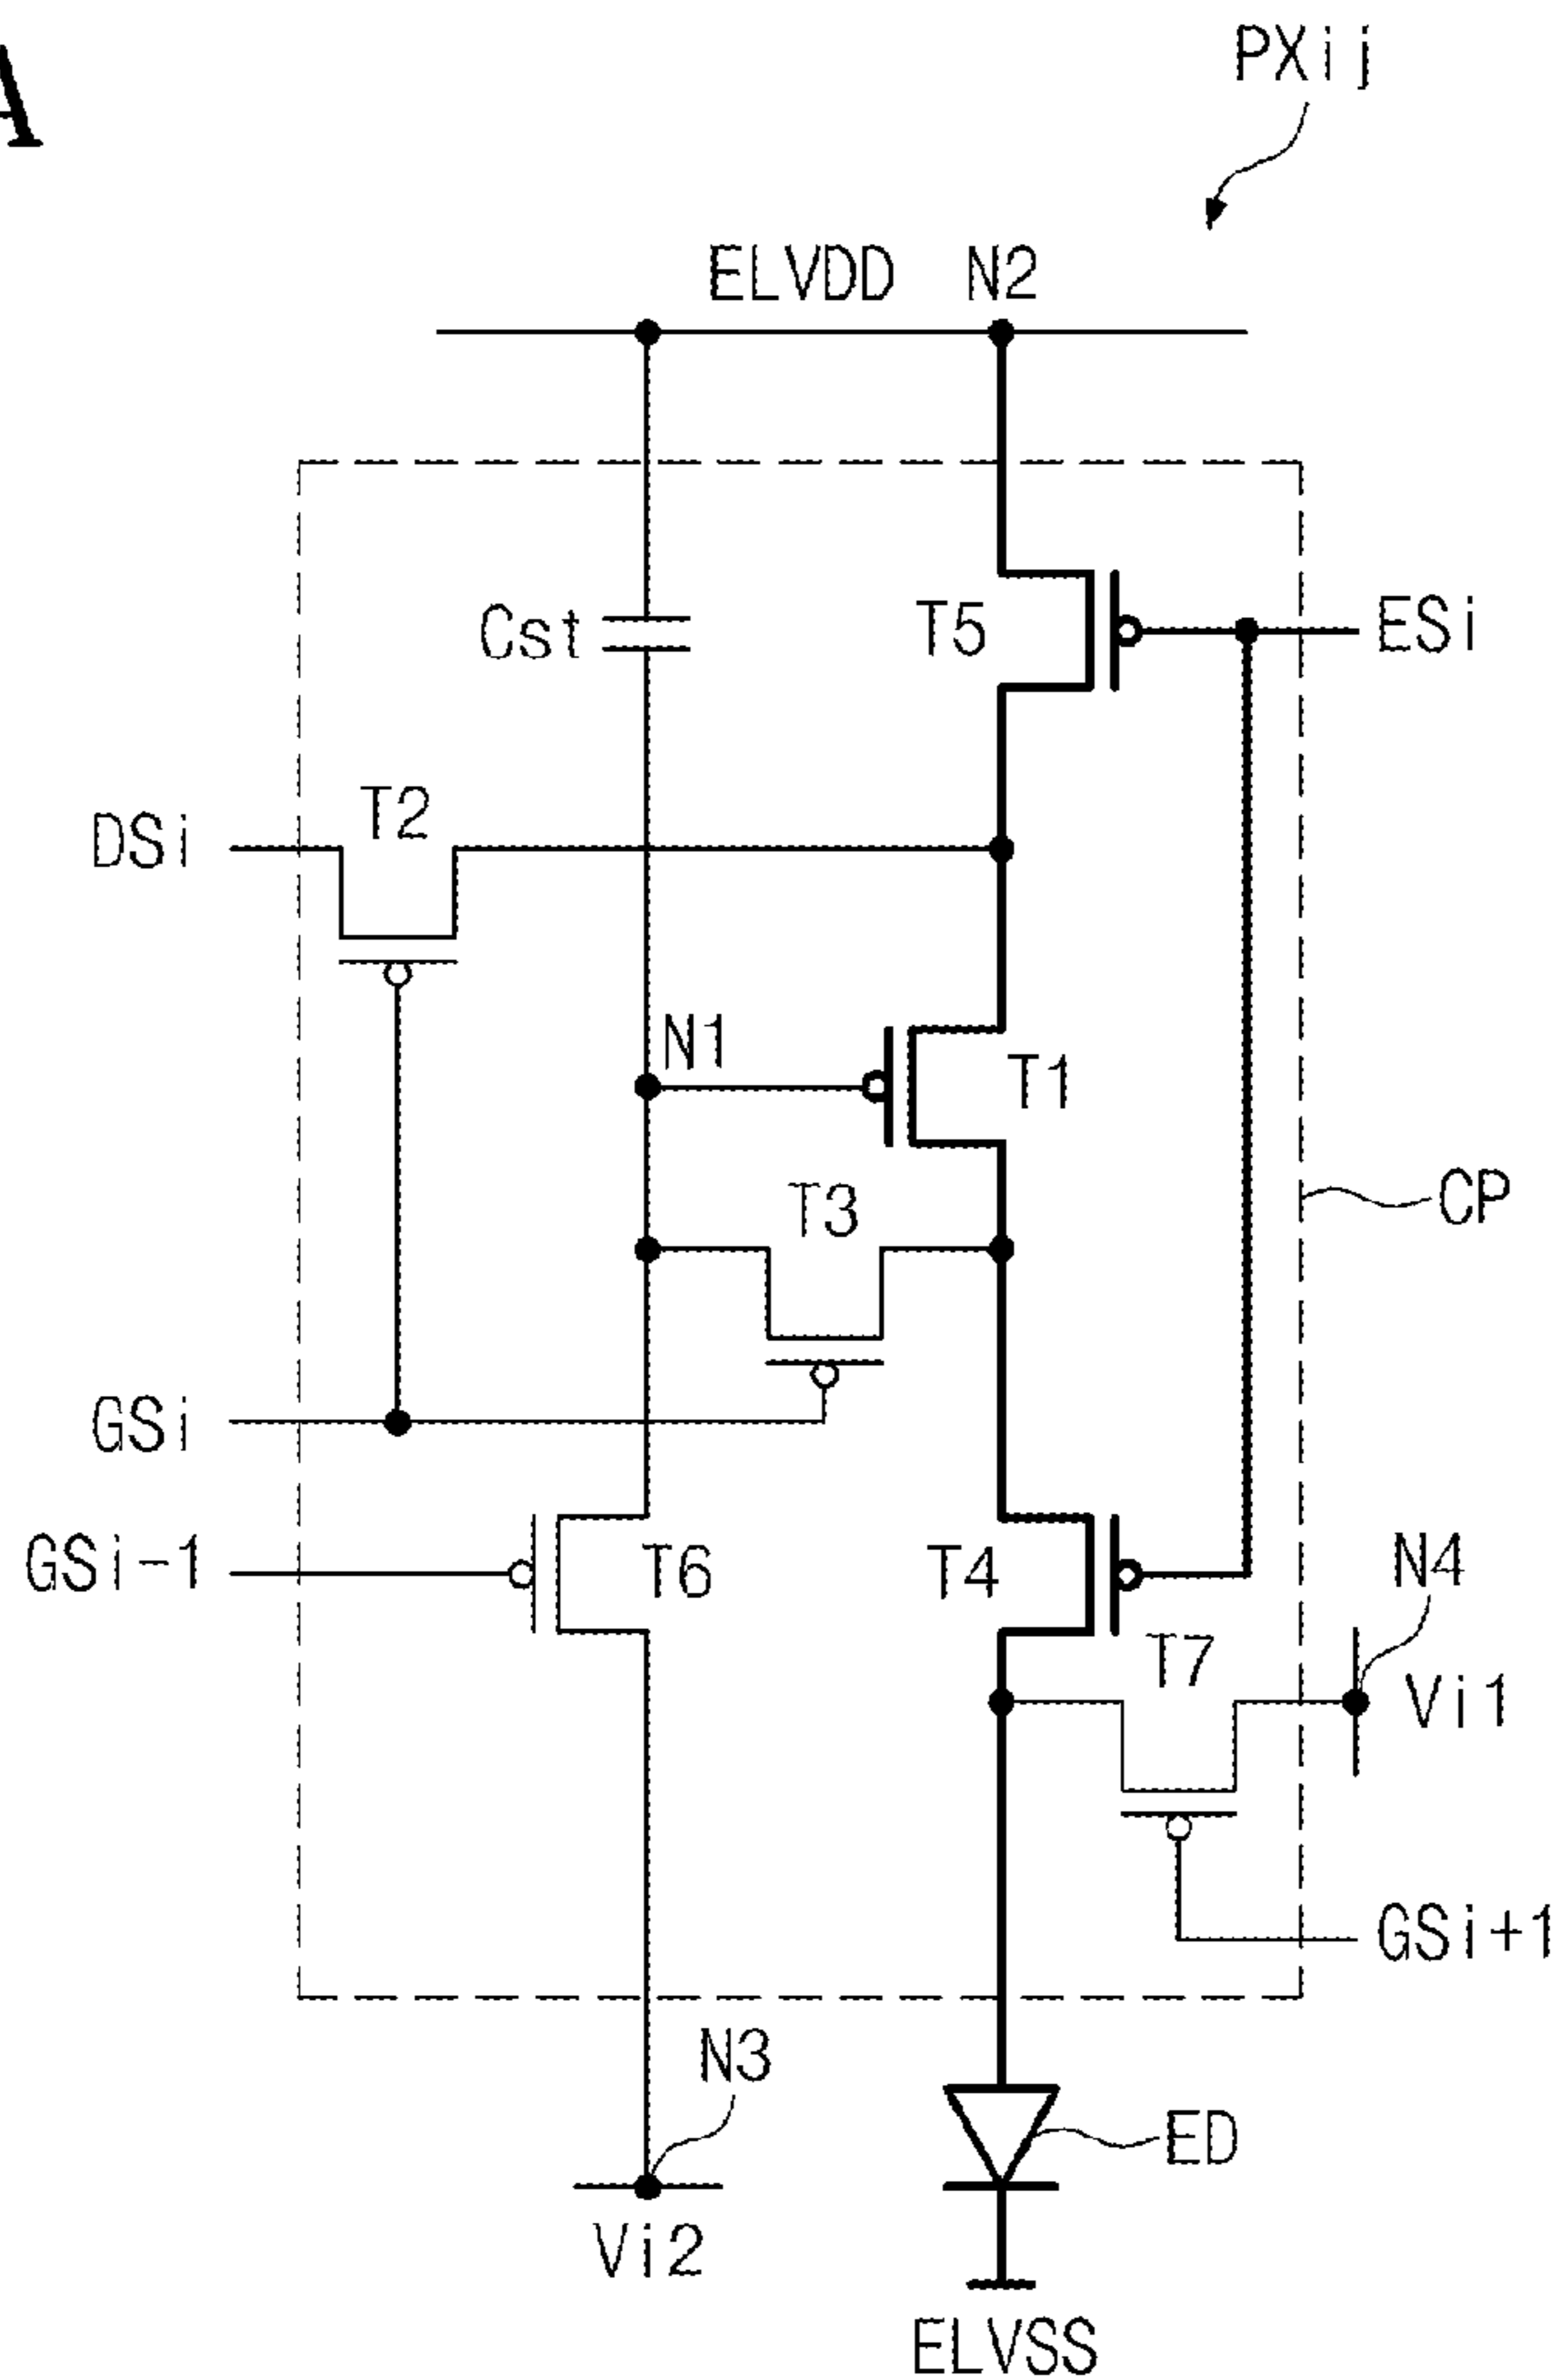 A
PXij
ELVDD N2
Cst
T5
ESi
DSi
T2
N1
T1
T3
CP
GSi
GSi-1
T6
T4
N4
T7
Vi1
GSi+1
N3
ED
Vi2
ELVSS